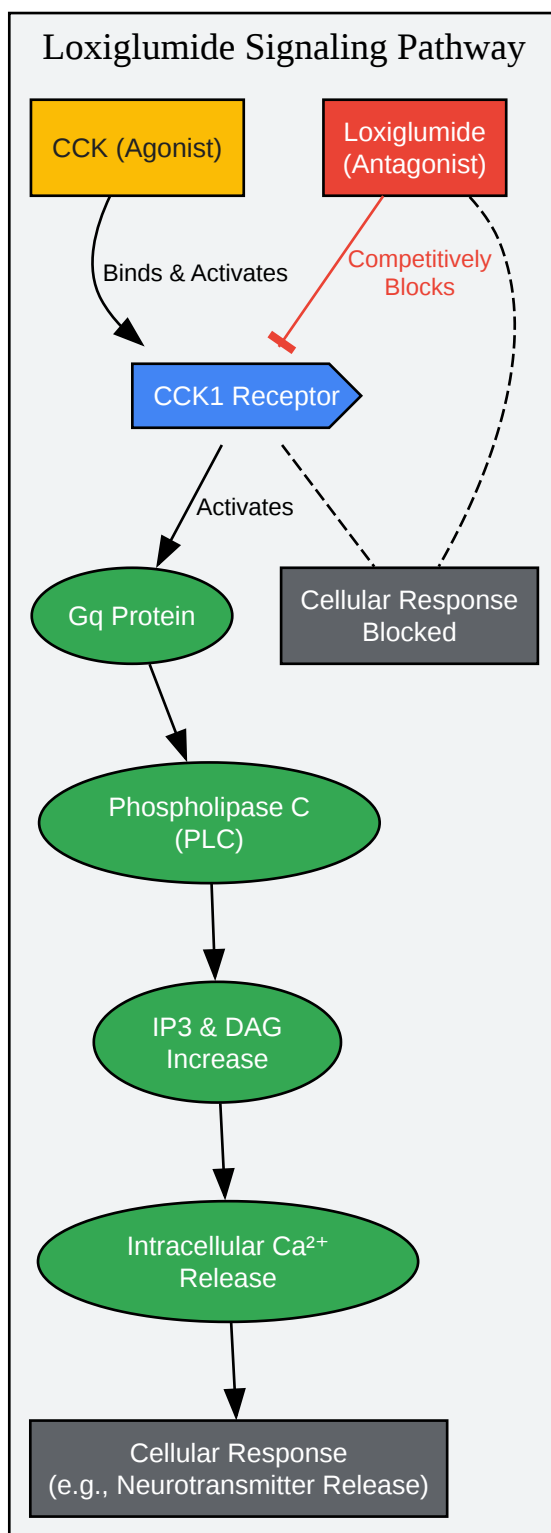 Loxiglumide Signaling Pathway
CCK (Agonist)
Loxiglumide
(Antagonist)
Binds & Activates
Competitively
Blocks
CCK1 Receptor
Activates
Gq Protein
Cellular Response
Blocked
Phospholipase C
(PLC)
IP3 & DAG
Increase
Intracellular Ca²⁺
Release
Cellular Response
(e.g., Neurotransmitter Release)